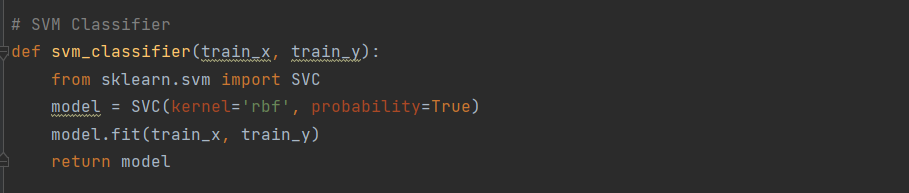 # SVM Classifier
def svm_classifier(train_x, train_y):
    from sklearn.svm import SVC
    model = SVC(kernel='rbf', probability=True)
    model.fit(train_x, train_y)
    return model